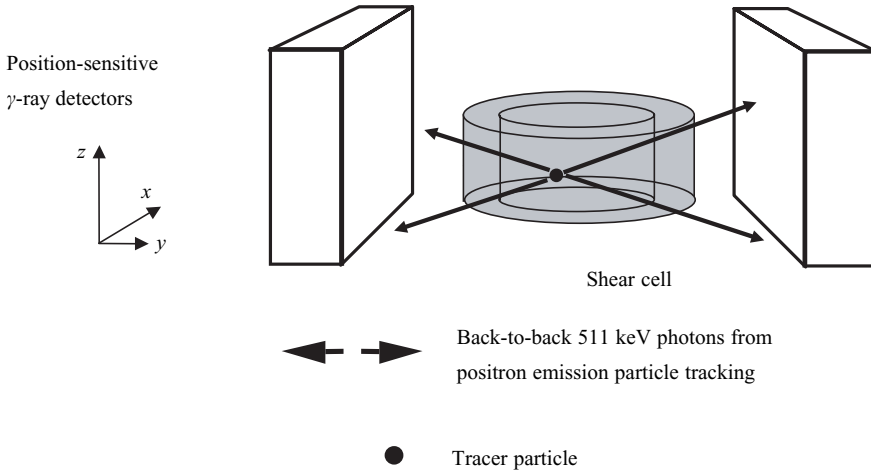 Position-sensitive
γ-ray detectors
z
x
y
Shear cell
Back-to-back 511 keV photons from
positron emission particle tracking
Tracer particle